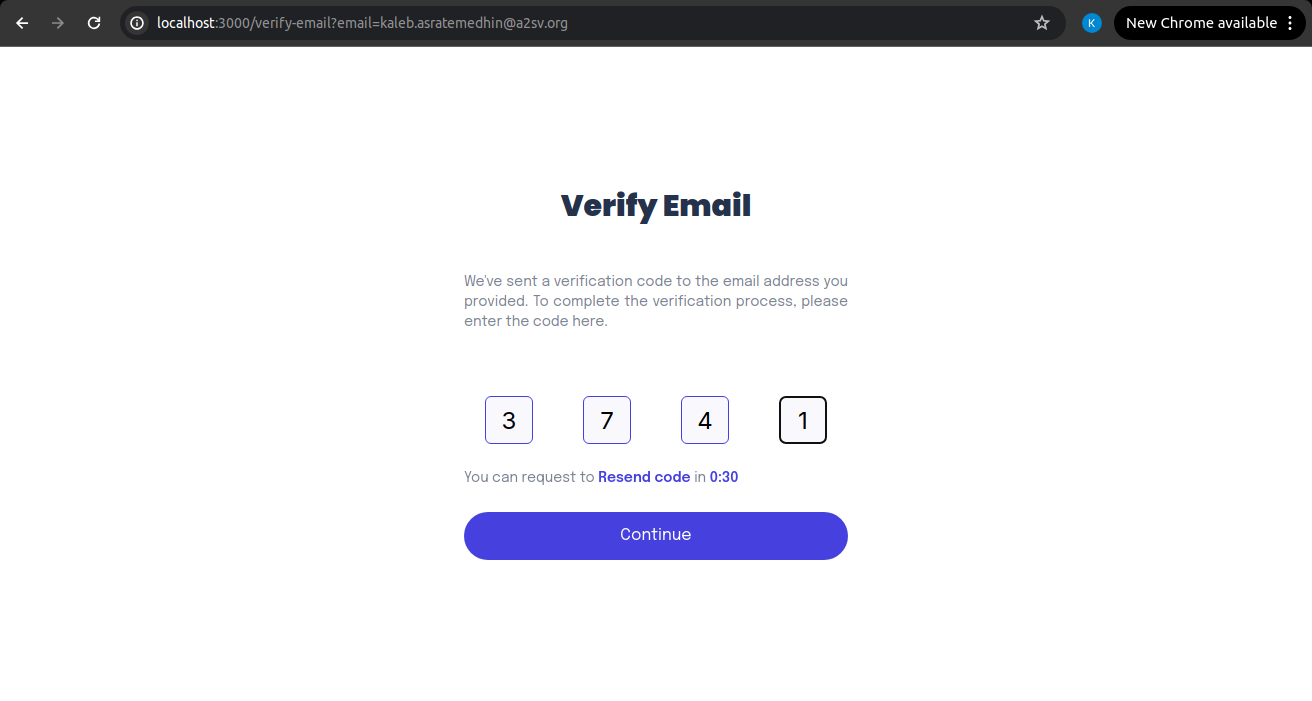 localhost:3000/verify-email?email=kaleb.asratemedhin@a2sv.org
K
New Chrome available
Verify Email
We've sent a verification code to the email address you
provided. To complete the verification process, please
enter the code here.
3 7 4 1
You can request to Resend code in 0:30
Continue